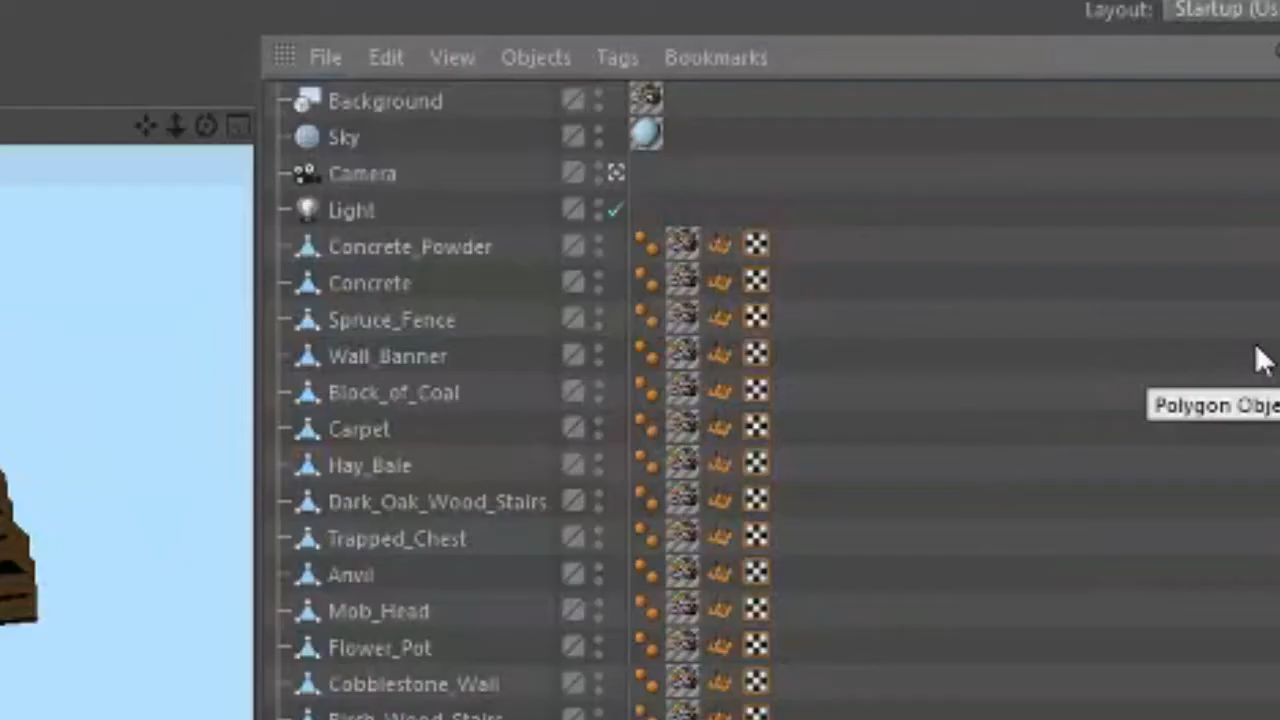 Layout: Startup (Us
File Edit View Objects Tags Bookmarks
Background
Sky
Camera
Light
Concrete_Powder
Concrete
Spruce_Fence
Wall_Banner
Block_of_Coal
Polygon Obje
Carpet
Hay_Bale
Dark_Oak_Wood_Stairs
Trapped_Chest
Anvil
Mob_Head
Flower_Pot
Cobblestone_Wall
Birch_Wood_Stairs